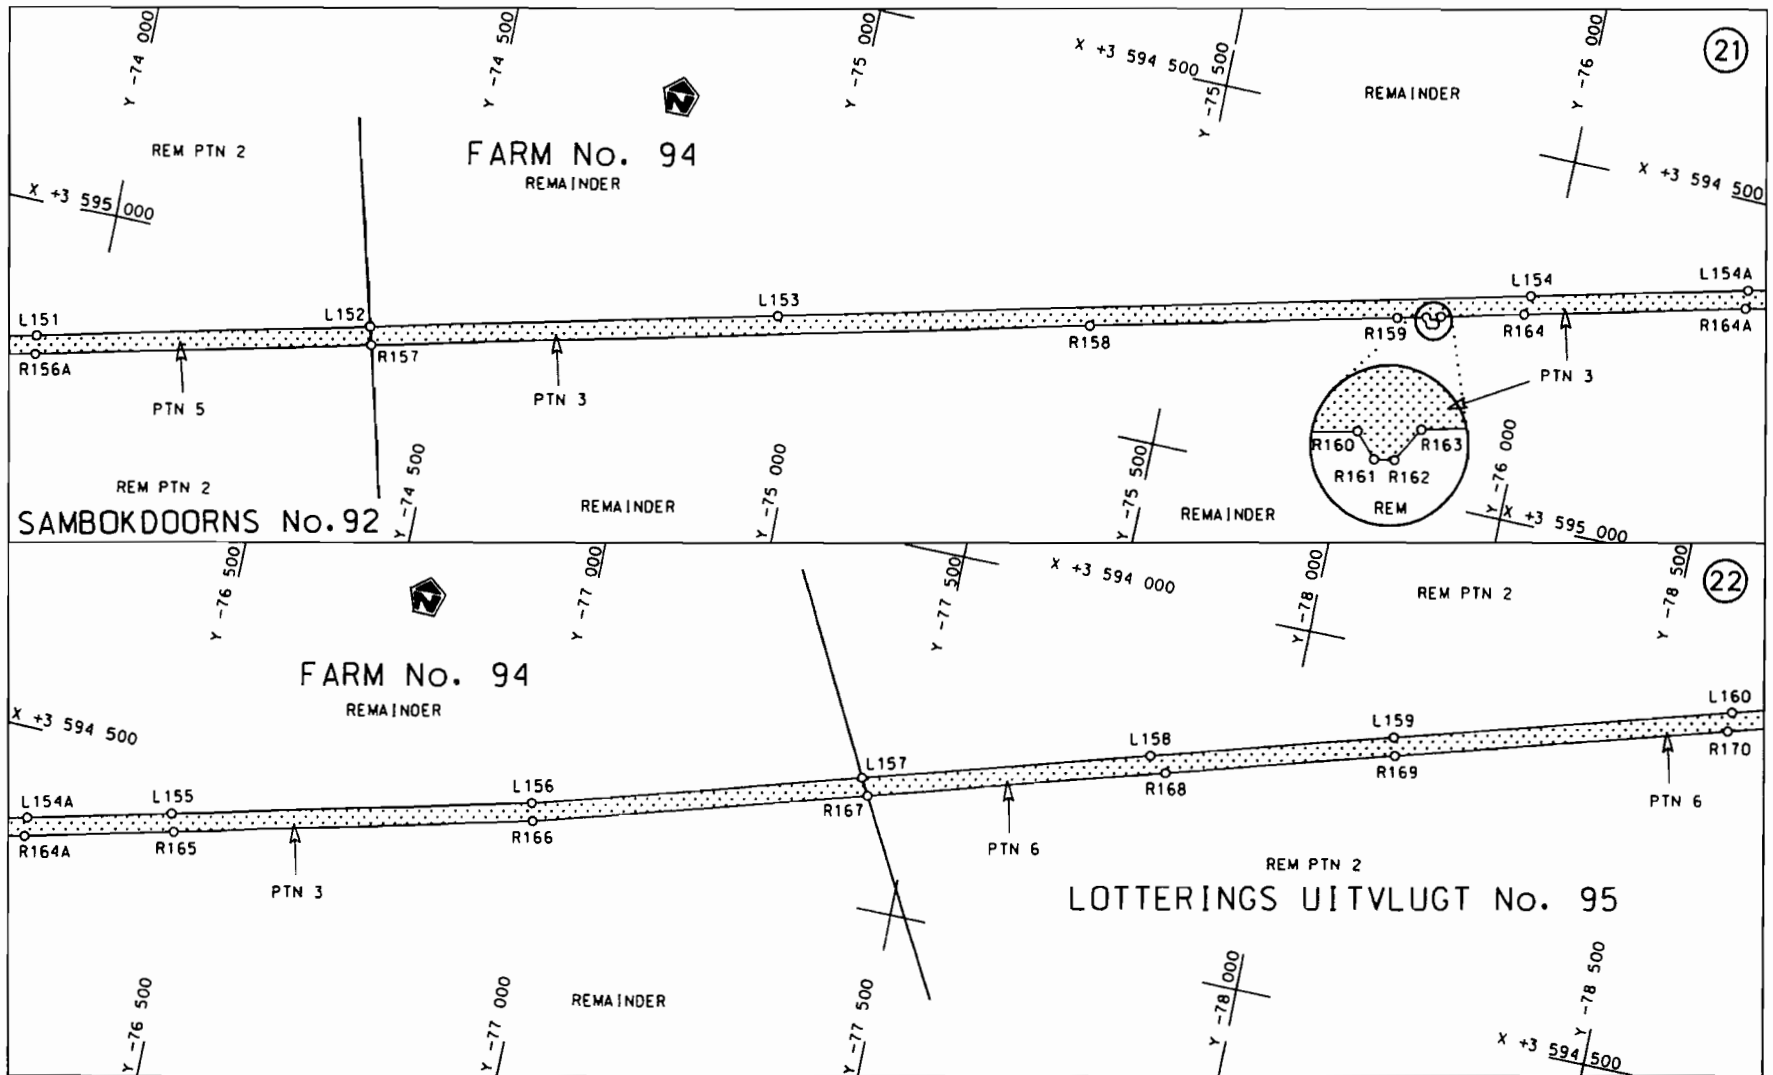 Y -74 000
Y -74 500
Y -75 000
X +3 594 500
Y -75 500
Y -76 000
21
REMAINDER
N
REM PTN 2
FARM No. 94
REMAINDER
X +3 595 000
X +3 594 500
L151
L152
L153
L154
L154A
R156A
R157
R158
R159
R164
R164A
PTN 5
PTN 3
PTN 3
R160
R163
R161
R162
REM
REM PTN 2
SAMBOKDOORNS No.92
Y -74 500
REMAINDER
Y -75 000
Y -75 500
REMAINDER
Y -76 000
X +3 595 000
Y -76 500
Y -77 000
Y -77 500
X +3 594 000
Y -78 000
REM PTN 2
Y -78 500
22
N
FARM No. 94
REMAINDER
X +3 594 500
L154A
L155
L156
L157
L158
L159
L160
R164A
R165
R166
R167
R168
R169
R170
PTN 3
PTN 6
PTN 6
REM PTN 2
LOTTERINGS UITVLUGT No. 95
Y -76 500
Y -77 000
REMAINDER
Y -77 500
Y -78 000
X +3 594 500
Y -78 500